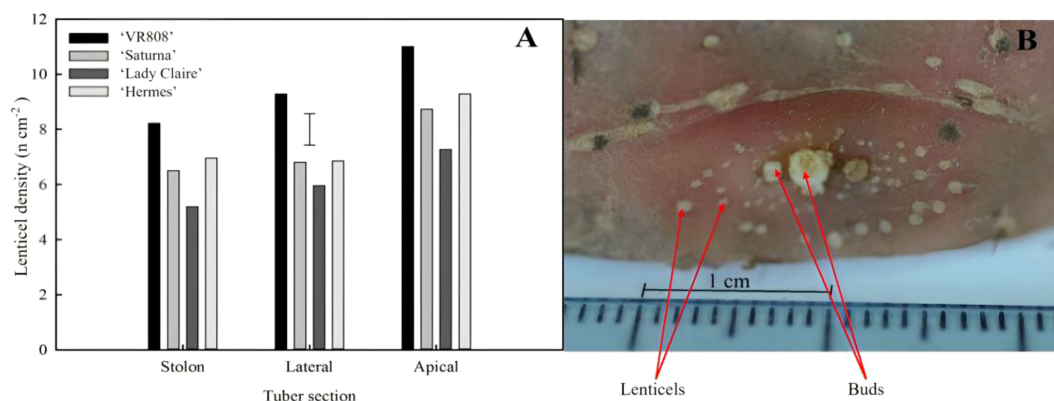 12
10
8
6
4
2
0
Lenticel density (n cm-2)
'VR808'
'Saturna'
'Lady Claire'
'Hermes'
A
Stolon Lateral Apical
Tuber section
B
1 cm
Lenticels Buds